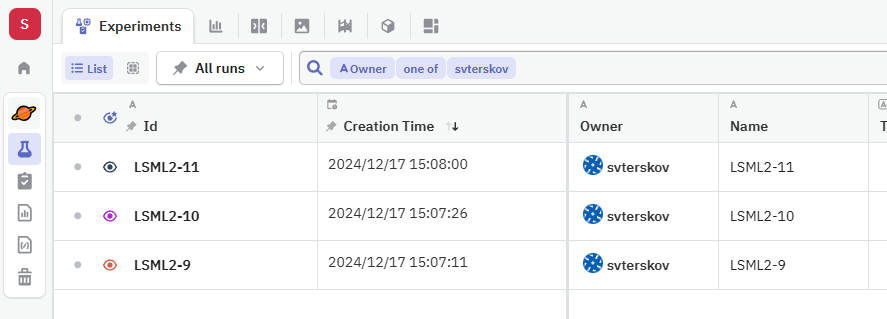 S
Experiments
List
All runs
A Owner one of svterskov
A A A A
Id Creation Time Owner Name T
LSML2-11 2024/12/17 15:08:00 svterskov LSML2-11
LSML2-10 2024/12/17 15:07:26 svterskov LSML2-10
LSML2-9 2024/12/17 15:07:11 svterskov LSML2-9